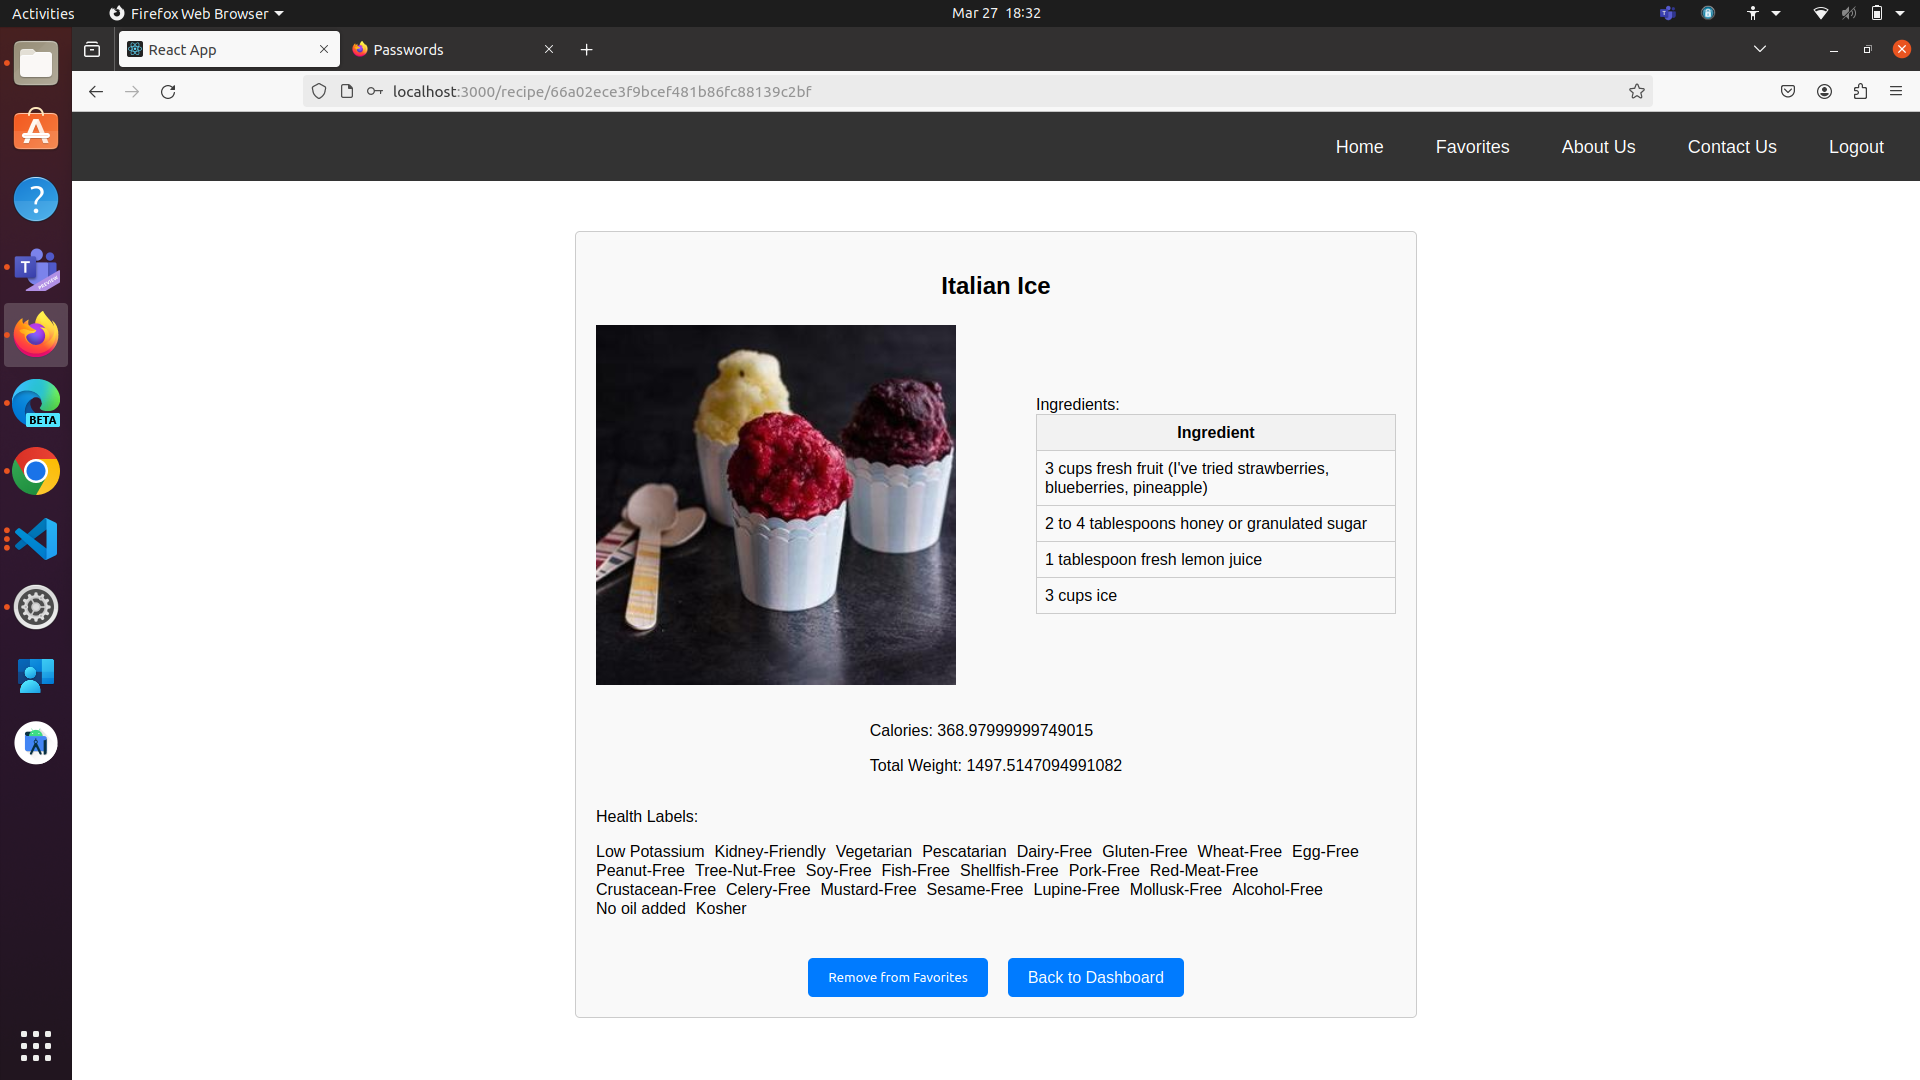 Activities
Firefox Web Browser
Mar 27 18:32
React App
Passwords
localhost:3000/recipe/66a02ece3f9bcef481b86fc88139c2bf
Home
Favorites
About Us
Contact Us
Logout
Italian Ice
Ingredients:
Ingredient
3 cups fresh fruit (I've tried strawberries,
blueberries, pineapple)
2 to 4 tablespoons honey or granulated sugar
1 tablespoon fresh lemon juice
3 cups ice
Calories: 368.97999999749015
Total Weight: 1497.5147094991082
Health Labels:
Low Potassium Kidney-Friendly Vegetarian Pescatarian Dairy-Free Gluten-Free Wheat-Free Egg-Free
Peanut-Free Tree-Nut-Free Soy-Free Fish-Free Shellfish-Free Pork-Free Red-Meat-Free
Crustacean-Free Celery-Free Mustard-Free Sesame-Free Lupine-Free Mollusk-Free Alcohol-Free
No oil added Kosher
Remove from Favorites
Back to Dashboard
T
PREVIEW
BETA